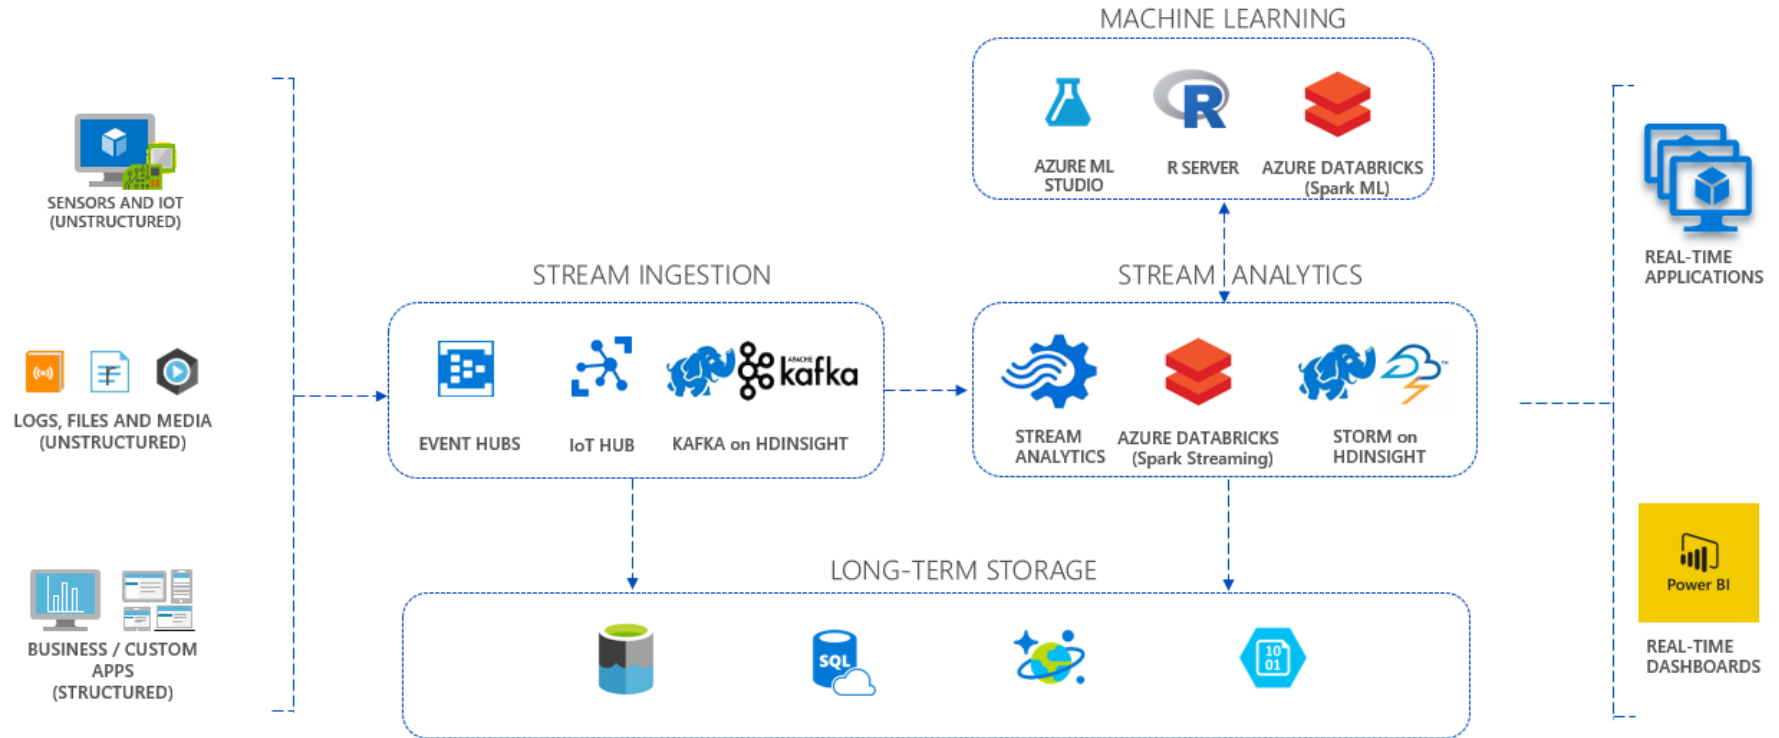 MACHINE LEARNING
AZURE ML
STUDIO
R SERVER
AZURE DATABRICKS
(Spark ML)
SENSORS AND IOT
(UNSTRUCTURED)
LOGS, FILES AND MEDIA
(UNSTRUCTURED)
BUSINESS / CUSTOM
APPS
(STRUCTURED)
STREAM INGESTION
APACHE
kafka
EVENT HUBS
IoT HUB
KAFKA on HDINSIGHT
STREAM ANALYTICS
STREAM
ANALYTICS
AZURE DATABRICKS
(Spark Streaming)
STORM on
HDINSIGHT
LONG-TERM STORAGE
SQL
10
01
REAL-TIME
APPLICATIONS
Power BI
REAL-TIME
DASHBOARDS